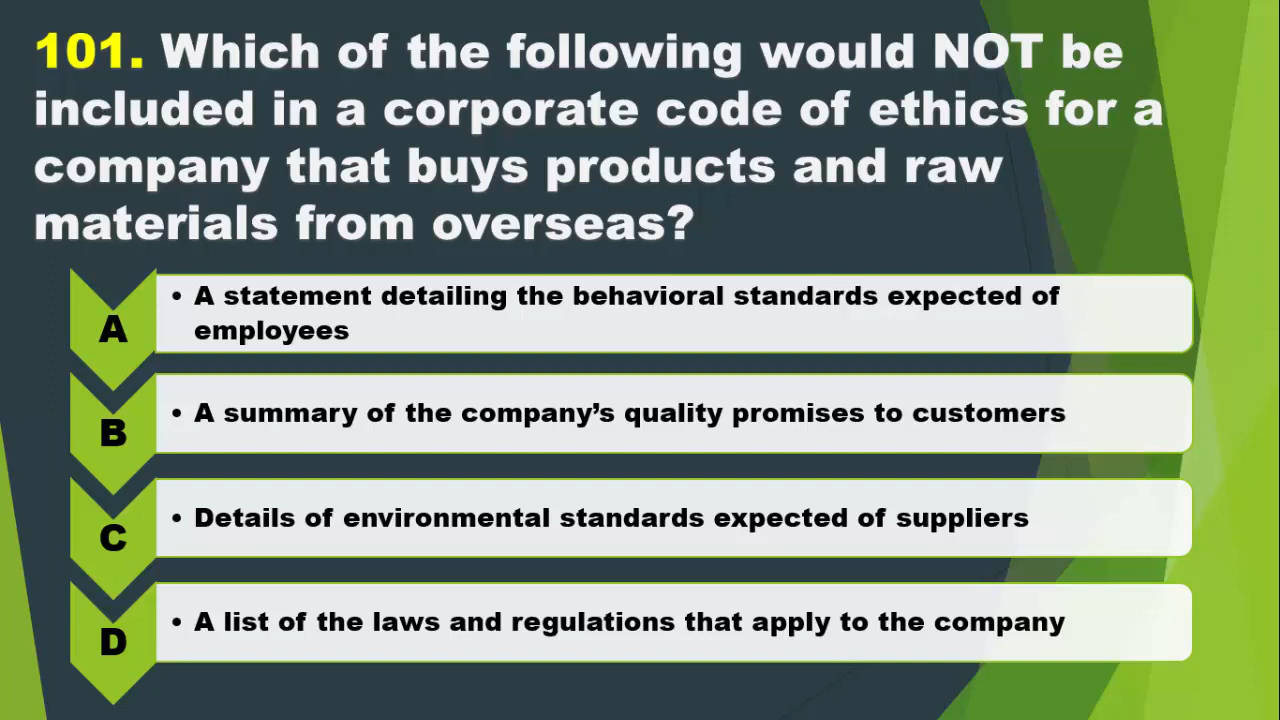 101. Which of the following would NOT be
included in a corporate code of ethics for a
company that buys products and raw
materials from overseas?
A
• A statement detailing the behavioral standards expected of
employees
B
• A summary of the company’s quality promises to customers
C
• Details of environmental standards expected of suppliers
D
• A list of the laws and regulations that apply to the company